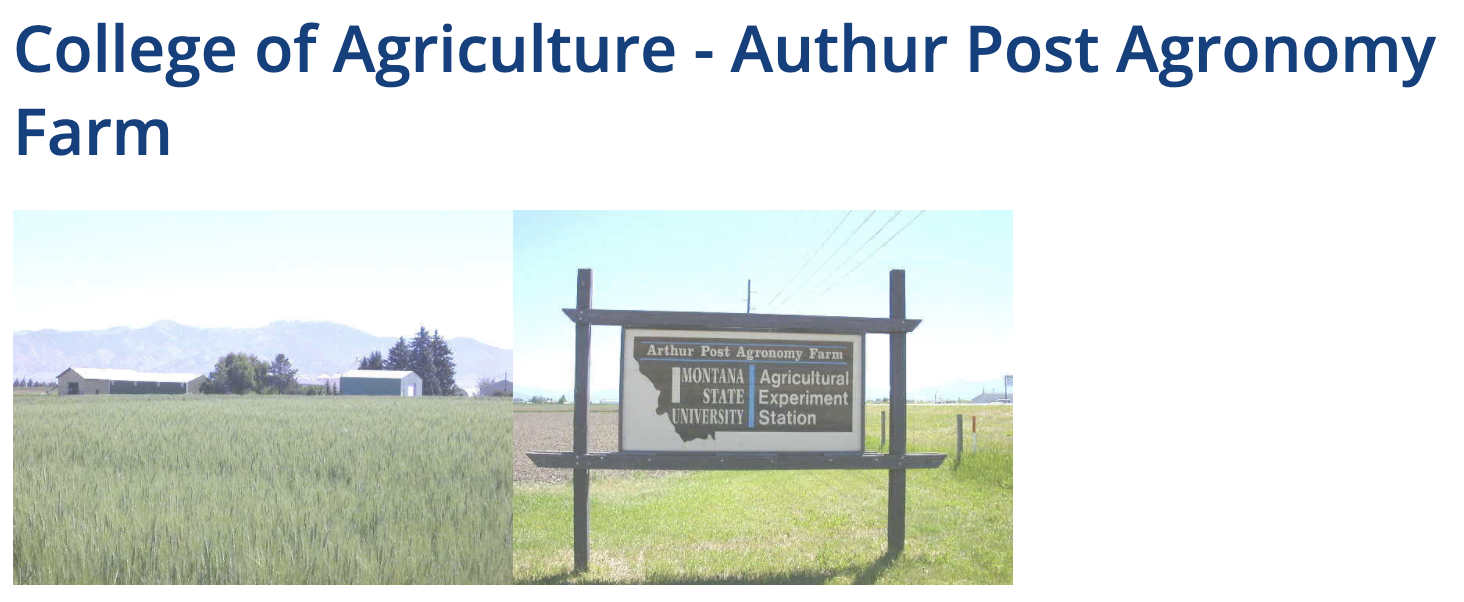 College of Agriculture - Authur Post Agronomy
Farm
Arthur Post Agronomy Farm
MONTANA
STATE
UNIVERSITY
Agricultural
Experiment
Station